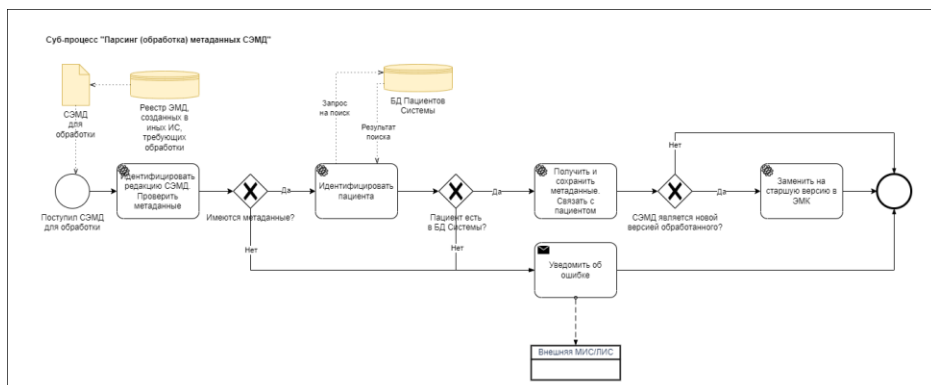 Суб-процесс "Парсинг (обработка) метаданных СЭМД"
СЭМД
для
обработки
Реестр ЭМД,
созданных в
иных ИС,
требующих
обработки
Запрос
на поиск
БД Пациентов
Системы
Результат
поиска
Поступил СЭМД
для обработки
Идентифицировать
редакцию СЭМД.
Проверить
метаданные
Имеются метаданные?
Да
Нет
Идентифицировать
пациента
Пациент есть
в БД Системы?
Да
Нет
Получить и
сохранить
метаданные.
Связать с
пациентом
СЭМД является новой
версией обработанного?
Нет
Да
Заменить на
старшую версию в
ЭМК
Уведомить об
ошибке
Внешняя МИС/ЛИС